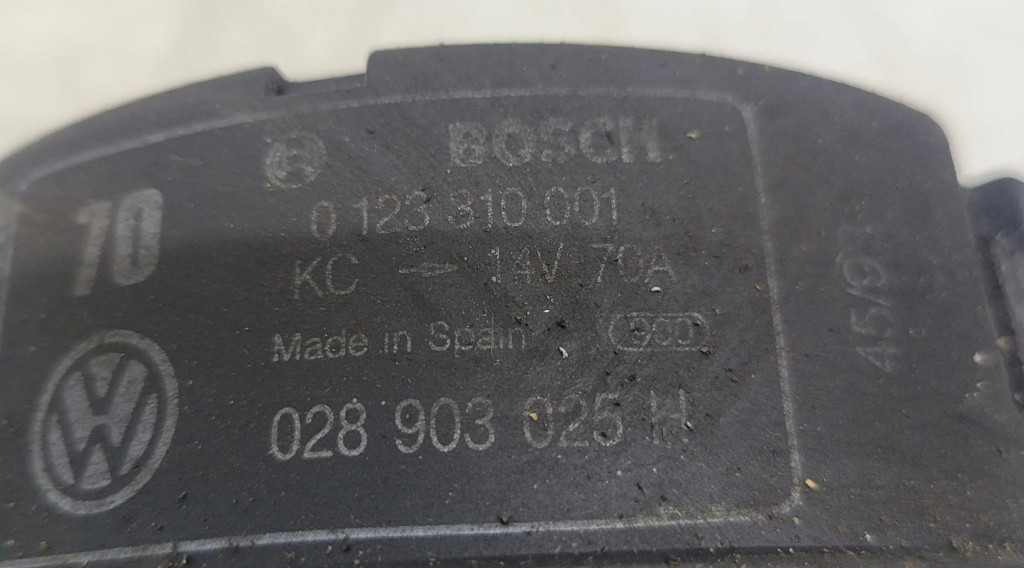 BOSCH
10
0 123 310 001
KC 14V 70A
Made in Spain
028 903 025 H